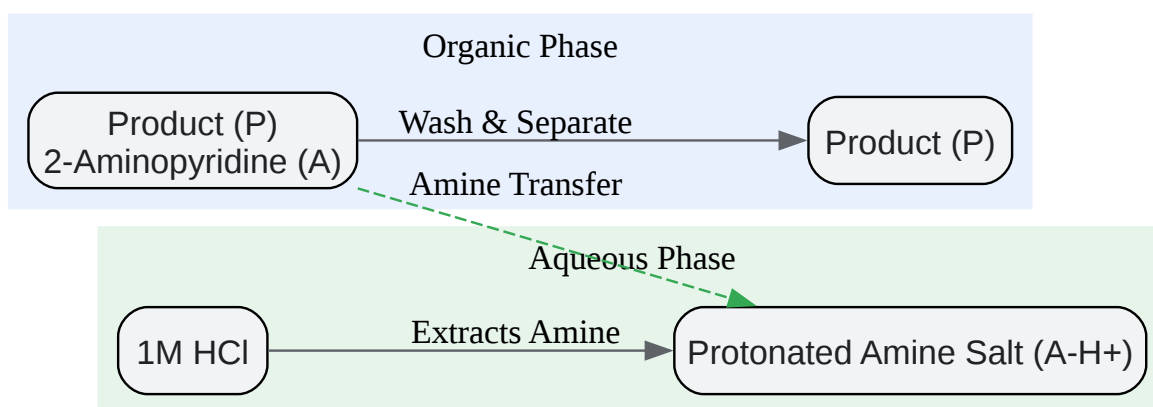 Organic Phase
Product (P)
2-Aminopyridine (A)
Wash & Separate
Product (P)
Amine Transfer
Aqueous Phase
1M HCl
Extracts Amine
Protonated Amine Salt (A-H+)